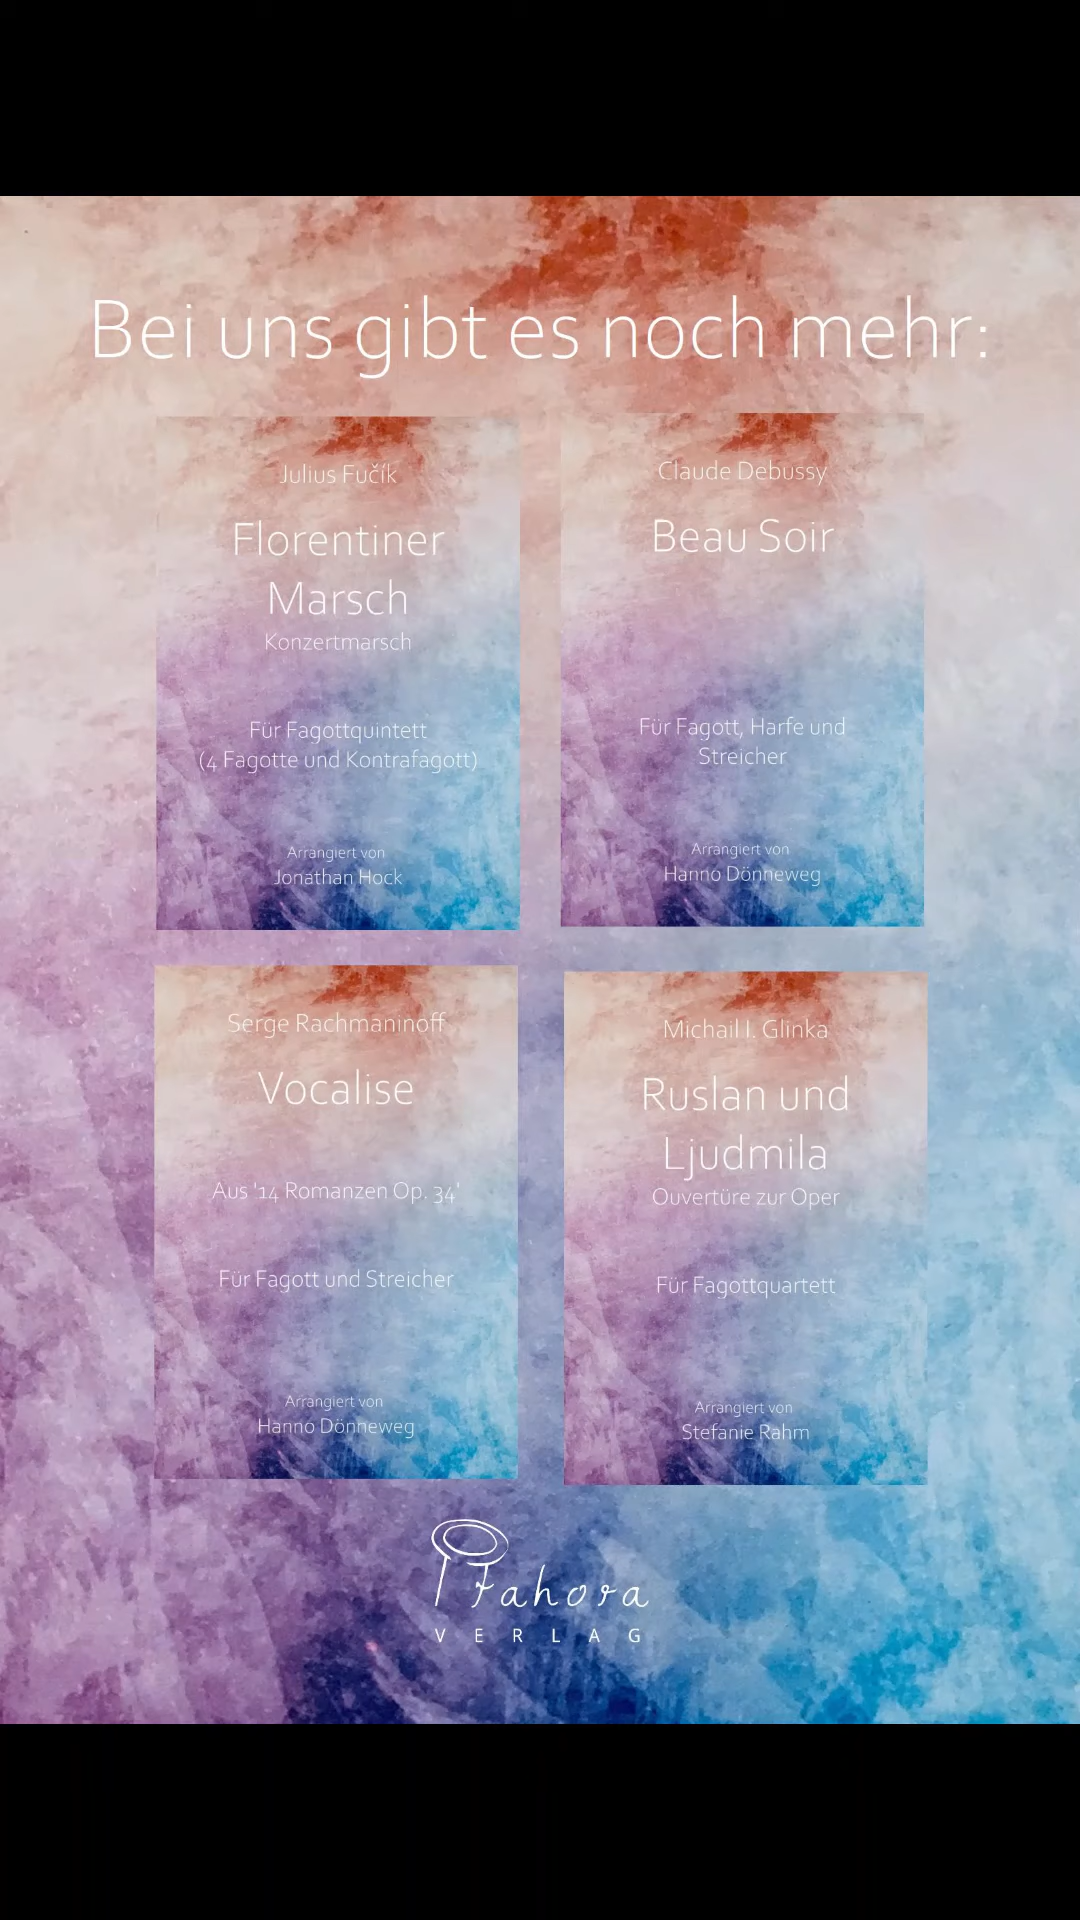 Bei uns gibt es noch mehr:
Julius Fučík
Florentiner
Marsch
Konzertmarsch
Für Fagottquintett
(4 Fagotte und Kontrafagott)
Arrangiert von
Jonathan Hock
Claude Debussy
Beau Soir
Für Fagott, Harfe und
Streicher
Arrangiert von
Hanno Dönneweg
Serge Rachmaninoff
Vocalise
Aus '14 Romanzen Op. 34'
Für Fagott und Streicher
Arrangiert von
Hanno Dönneweg
Michail I. Glinka
Ruslan und
Ljudmila
Ouvertüre zur Oper
Für Fagottquartett
Arrangiert von
Stefanie Rahm
Fahora
VERLAG